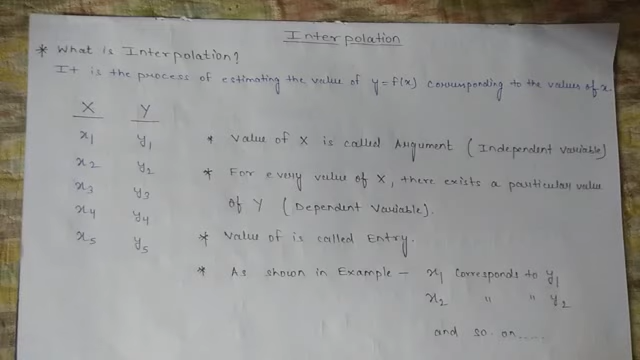 Interpolation
* What is Interpolation?
It is the process of estimating the value of y=f(x) corresponding to the values of x.
X Y
x1 y1 * Value of X is called Argument (Independent Variable)
x2 y2 * For every value of X, there exists a particular value
x3 y3 of Y (Dependent Variable).
x4 y4
x5 y5 * Value of is called Entry.
* As shown in Example - x1 corresponds to y1
x2 " " y2
and so on.....